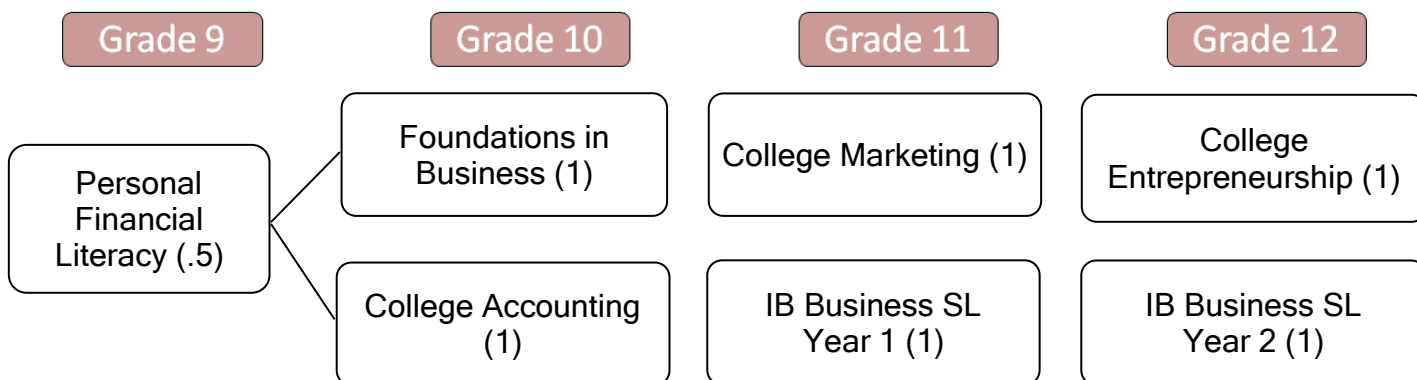 Grade 9
Grade 10
Grade 11
Grade 12
Personal
Financial
Literacy (.5)
Foundations in
Business (1)
College Accounting
(1)
College Marketing (1)
IB Business SL
Year 1 (1)
College
Entrepreneurship (1)
IB Business SL
Year 2 (1)